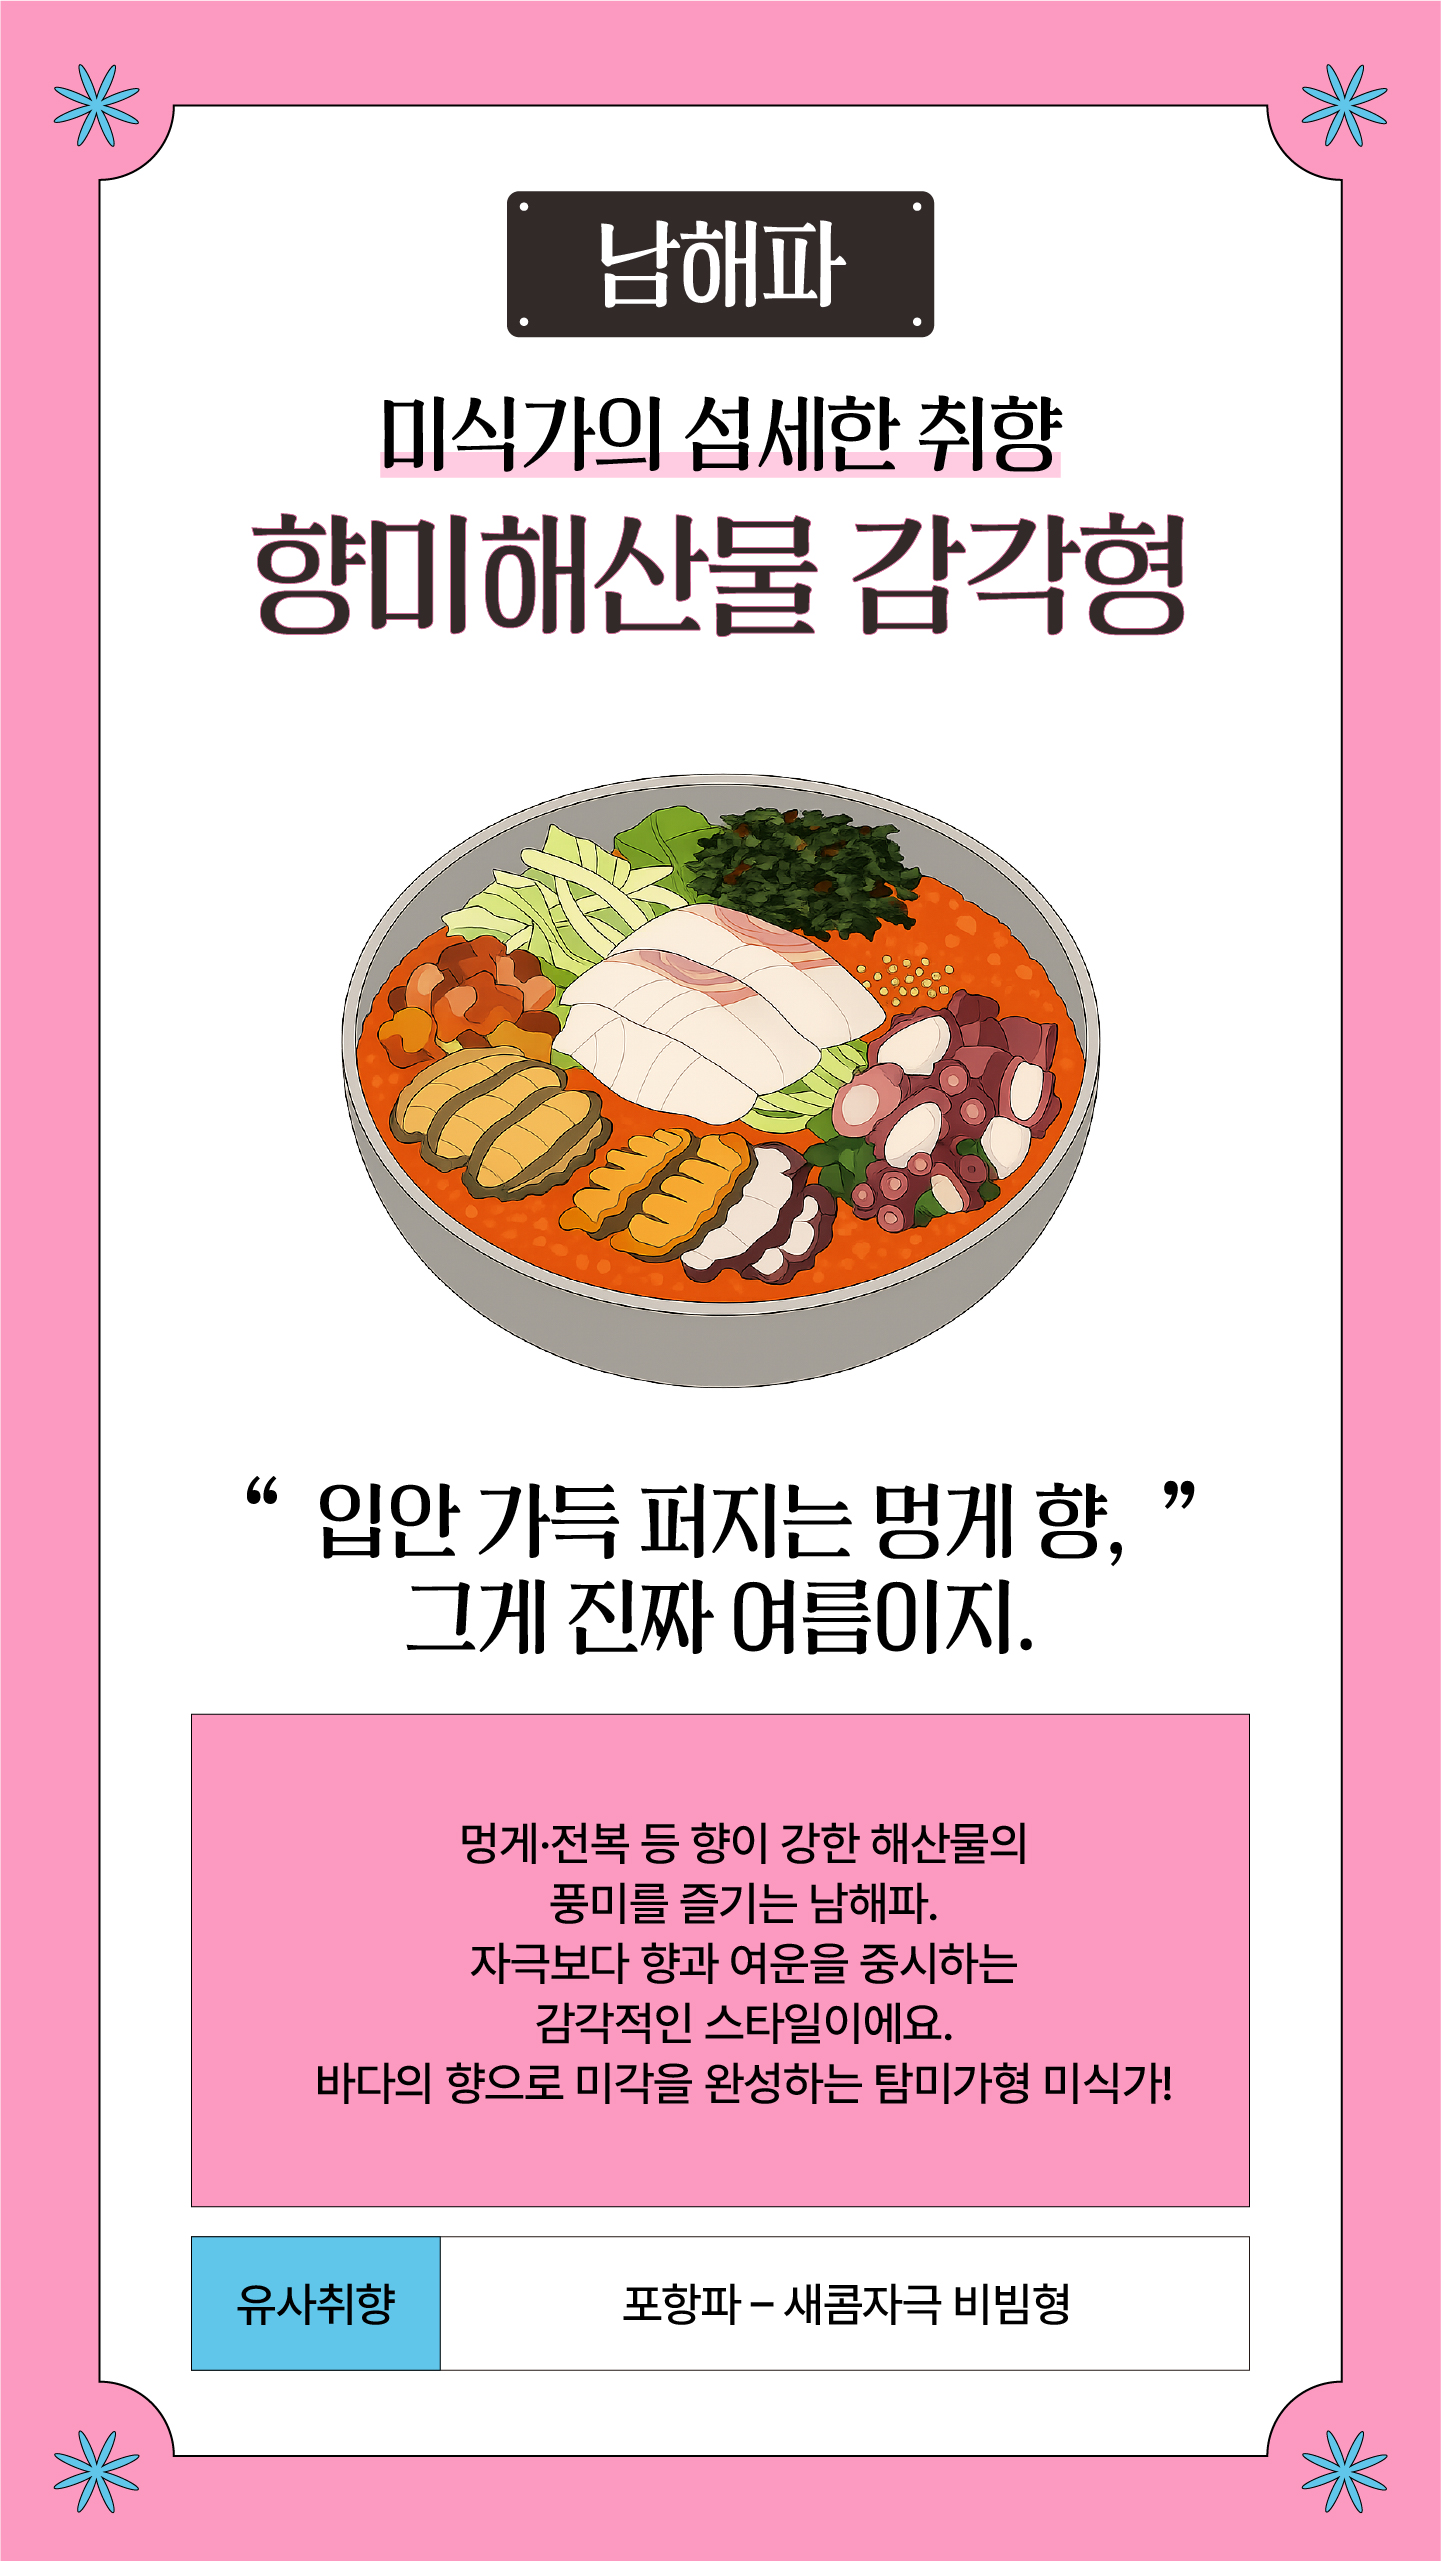 남해파
미식가의 섬세한 취향
향미해산물 감각형
“ 입안 가득 퍼지는 멍게 향, ”
그게 진짜 여름이지.
멍게·전복 등 향이 강한 해산물의
풍미를 즐기는 남해파.
자극보다 향과 여운을 중시하는
감각적인 스타일이에요.
바다의 향으로 미각을 완성하는 탐미가형 미식가!
유사취향
포항파 – 새콤자극 비빔형